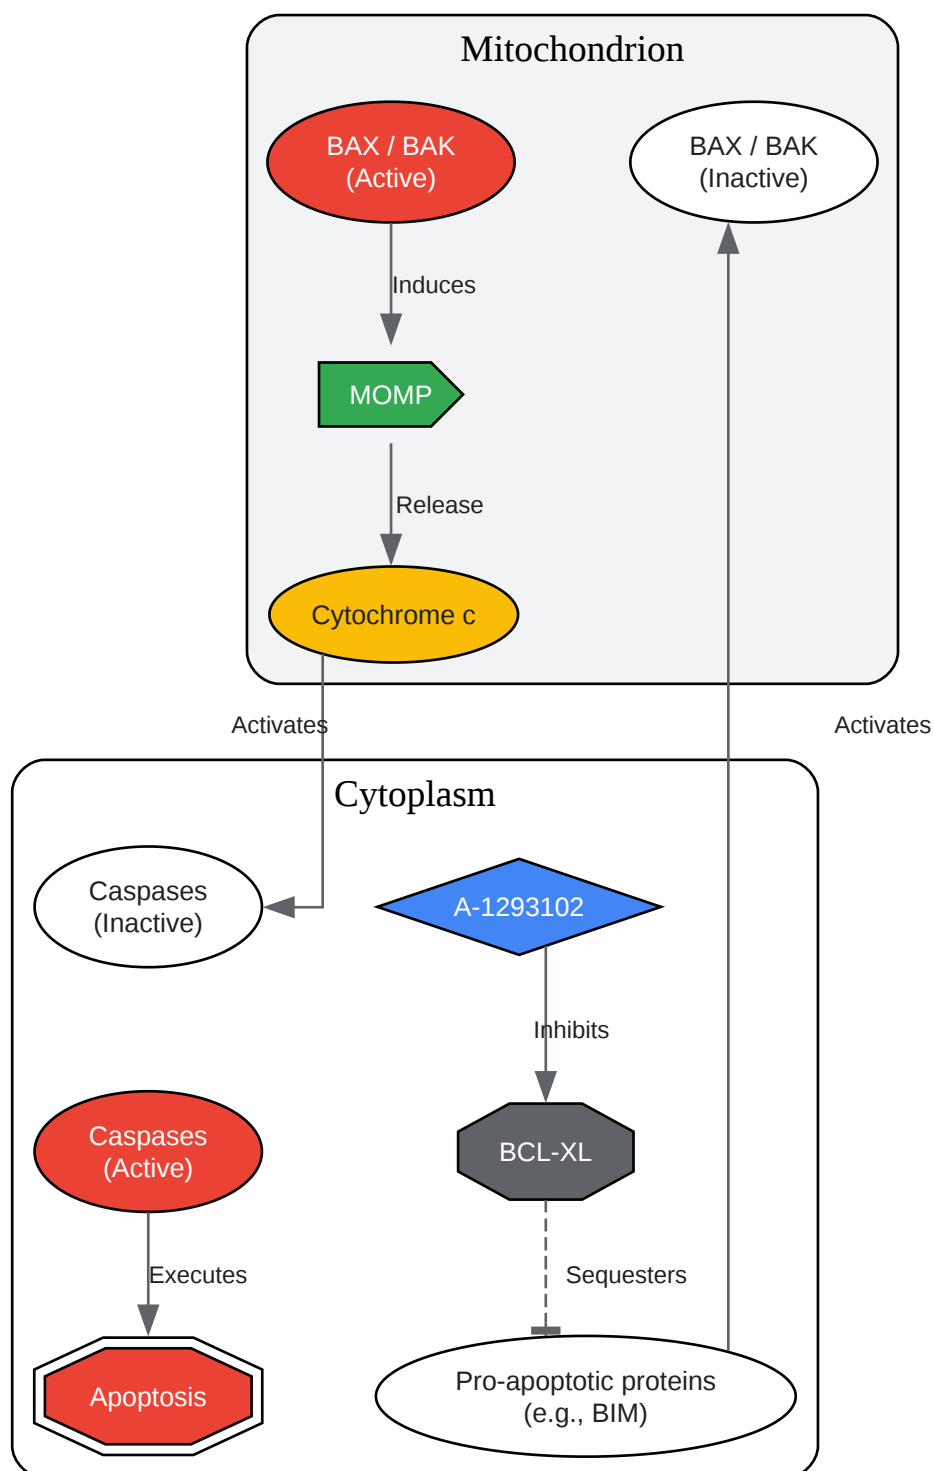 Mitochondrion
BAX / BAK
(Active)
BAX / BAK
(Inactive)
Induces
MOMP
Release
Cytochrome c
Activates
Activates
Cytoplasm
Caspases
(Inactive)
A-1293102
Inhibits
Caspases
(Active)
BCL-XL
Executes
Sequesters
Apoptosis
Pro-apoptotic proteins
(e.g., BIM)